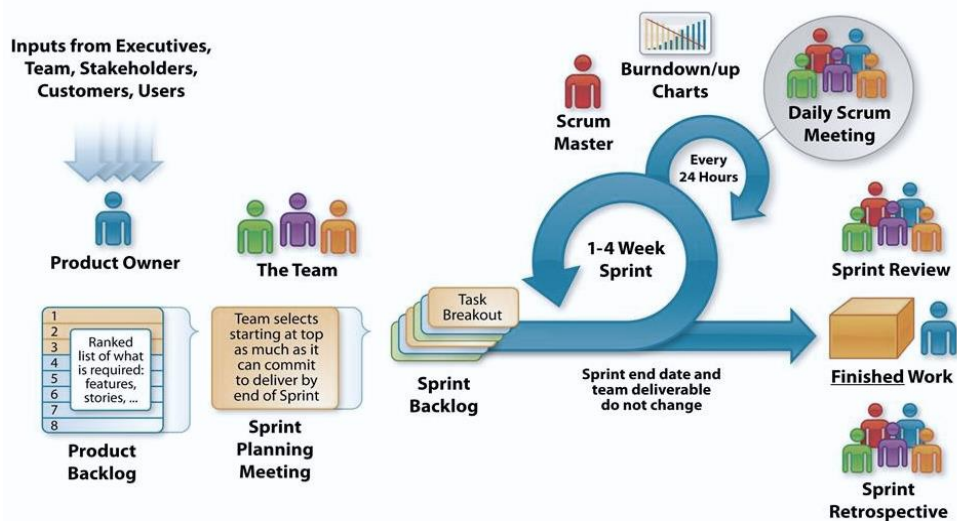 Inputs from Executives,
Team, Stakeholders,
Customers, Users
Product Owner
The Team
1
2
3
4
5
6
7
8
Ranked
list of what
is required:
features,
stories, ...
Product
Backlog
Team selects
starting at top
as much as it
can commit
to deliver by
end of Sprint
Sprint
Planning
Meeting
Task
Breakout
Sprint
Backlog
Scrum
Master
Burndown/up
Charts
Daily Scrum
Meeting
Every
24 Hours
1-4 Week
Sprint
Sprint end date and
team deliverable
do not change
Sprint Review
Finished Work
Sprint
Retrospective